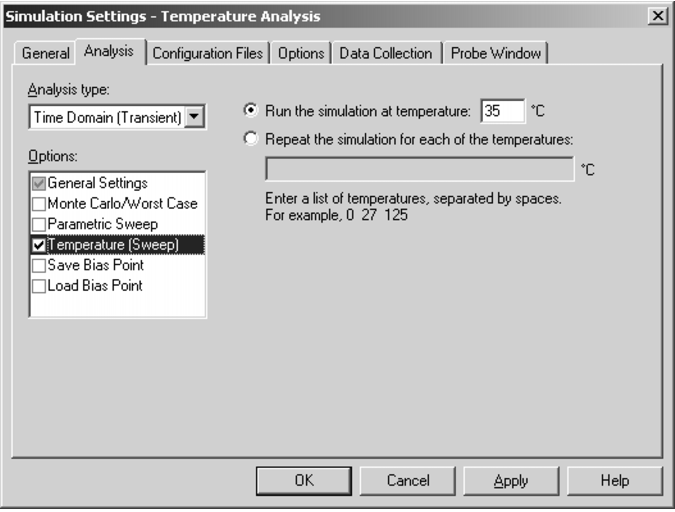 Simulation Settings - Temperature Analysis
General Analysis Configuration Files Options Data Collection Probe Window
Analysis type:
Time Domain (Transient)
Options:
General Settings
Monte Carlo/Worst Case
Parametric Sweep
Temperature (Sweep)
Save Bias Point
Load Bias Point
Run the simulation at temperature: 35 °C
Repeat the simulation for each of the temperatures:
°C
Enter a list of temperatures, separated by spaces.
For example, 0 27 125
OK Cancel Apply Help